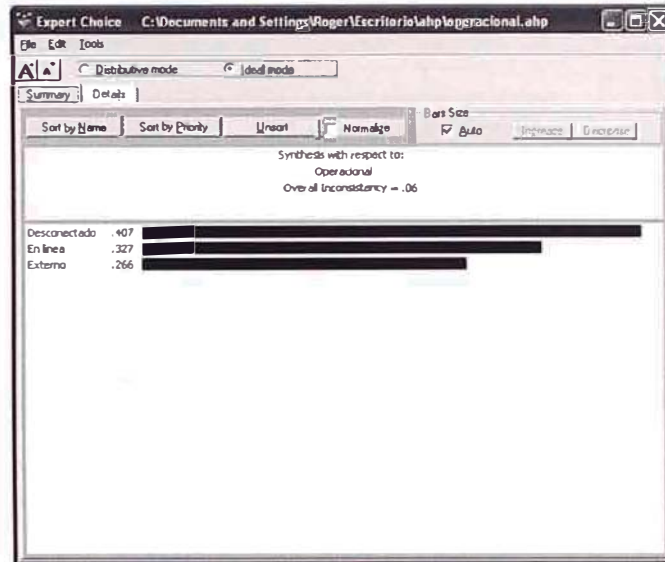 Expert Choice C:\Documents and Settings\Roger\Escritorio\ahp\operacional.ahp
File Edit Tools
A A Distributive mode Ideal mode
Summary Details
Sort by Name Sort by Priority Unsort Normalize Bars Size Auto Increase Decrease
Synthesis with respect to:
Operacional
Overall Inconsistency = .06
Desconectado .407
En linea .327
Externo .266